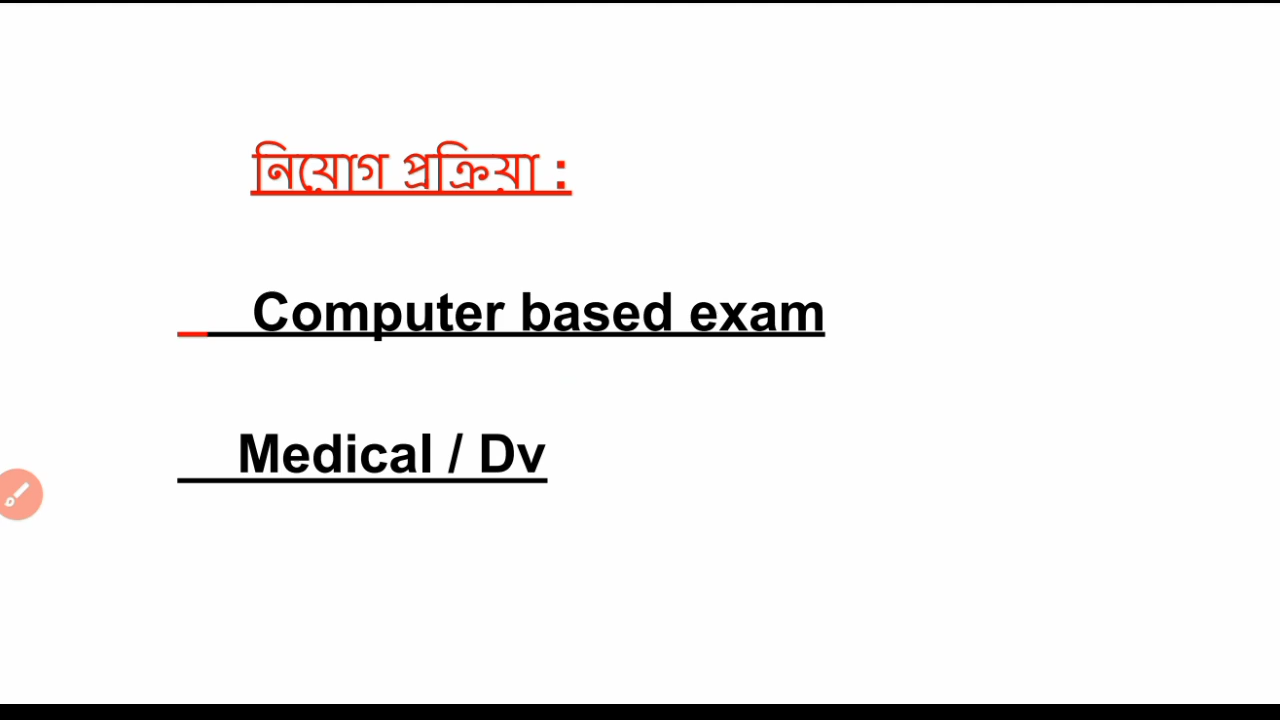 নিয়োগ প্রক্রিয়া :
Computer based exam
Medical / Dv